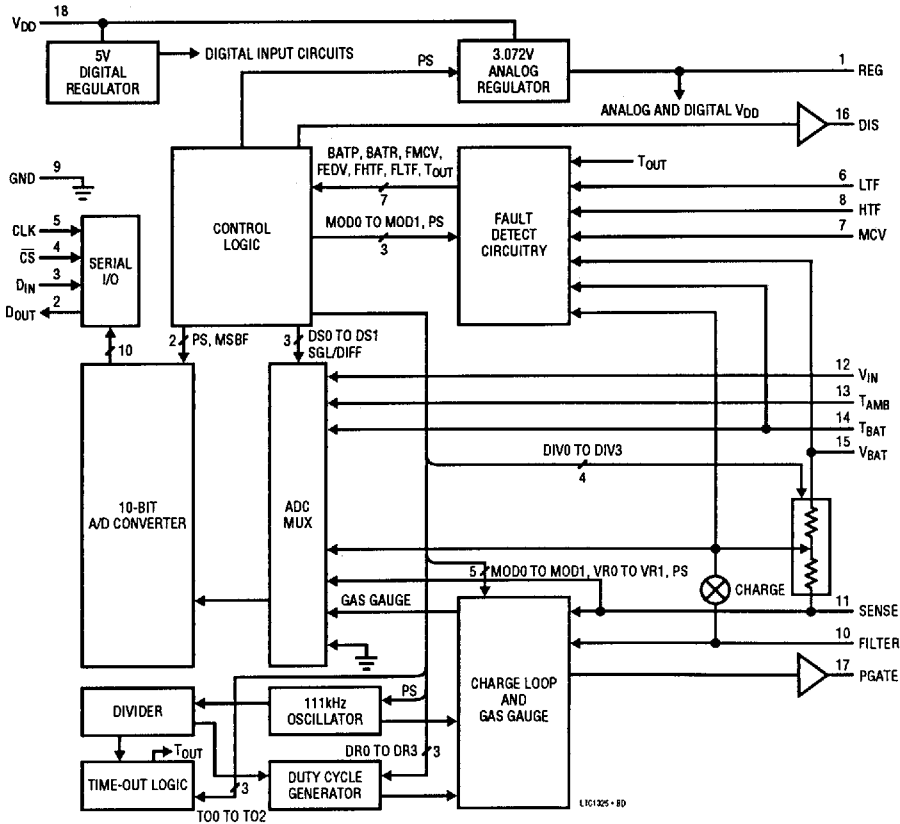 VDD
18
5V
DIGITAL
REGULATOR
DIGITAL INPUT CIRCUITS
PS
3.072V
ANALOG
REGULATOR
1
REG
ANALOG AND DIGITAL VDD
16
DIS
GND
9
CLK
5
CS
4
DIN
3
DOUT
2
SERIAL
I/O
10
CONTROL
LOGIC
BATP, BATR, FMCV,
FEDV, FHTF, FLTF, TOUT
7
MOD0 TO MOD1, PS
3
FAULT
DETECT
CIRCUITRY
TOUT
6
LTF
8
HTF
7
MCV
2
PS, MSBF
3
DS0 TO DS1
SGL/DIFF
12
VIN
13
TAMB
14
TBAT
15
VBAT
10-BIT
A/D CONVERTER
ADC
MUX
DIV0 TO DIV3
4
5
MOD0 TO MOD1, VR0 TO VR1, PS
CHARGE
GAS GAUGE
11
SENSE
10
FILTER
17
PGATE
CHARGE LOOP
AND
GAS GAUGE
DIVIDER
111kHz
OSCILLATOR
PS
DR0 TO DR3
3
TOUT
TIME-OUT LOGIC
3
TO0 TO TO2
DUTY CYCLE
GENERATOR
LTC1325 • BD